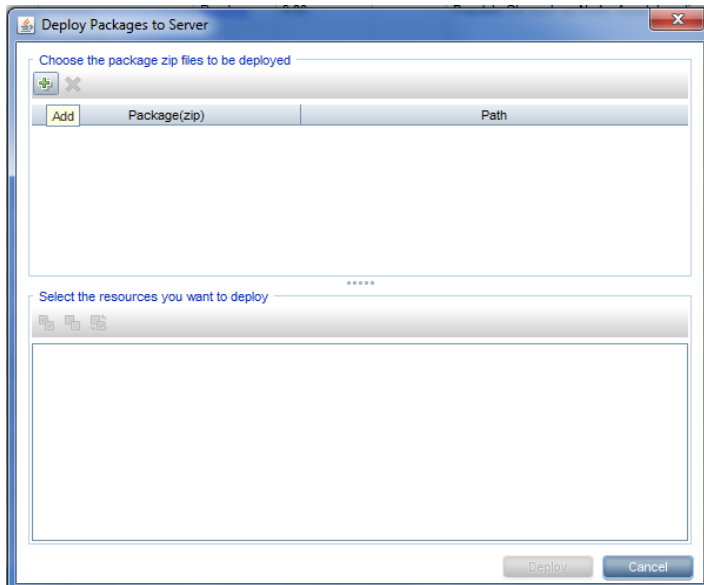 Deploy Packages to Server
Choose the package zip files to be deployed
Add
Package(zip) Path
Select the resources you want to deploy
Deploy Cancel